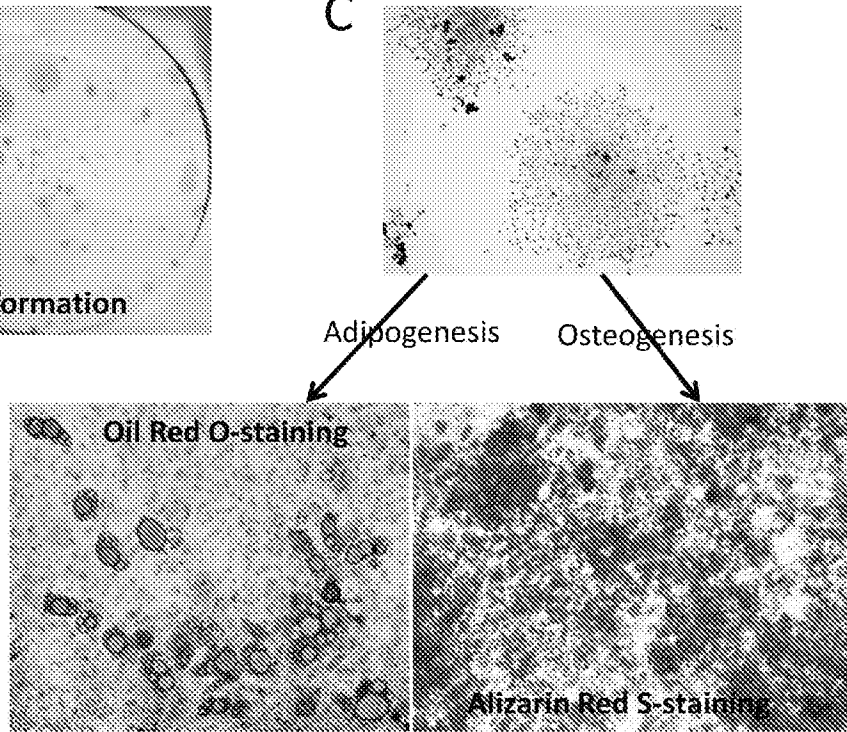 C
ormation
Adipogenesis
Osteogenesis
Oil Red O-staining
Alizarin Red S-staining